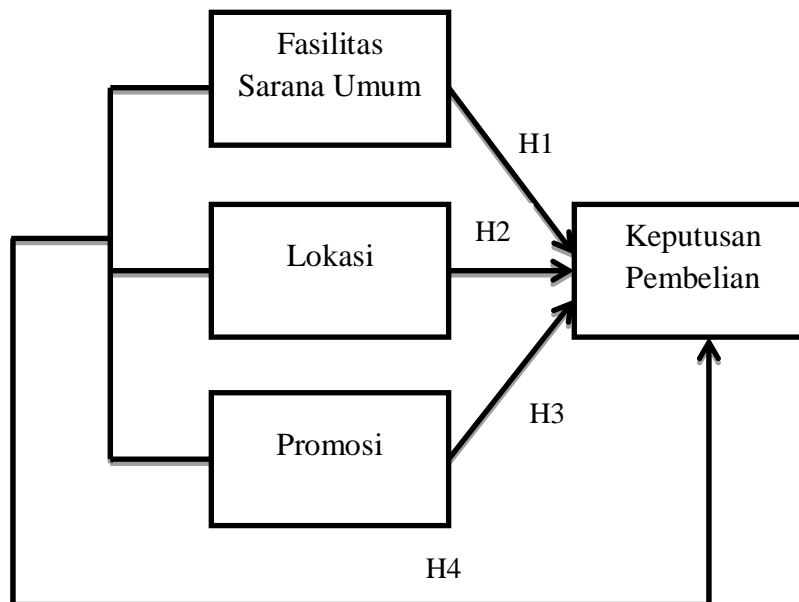 Fasilitas
Sarana Umum
H1
Lokasi
H2
Keputusan
Pembelian
Promosi
H3
H4